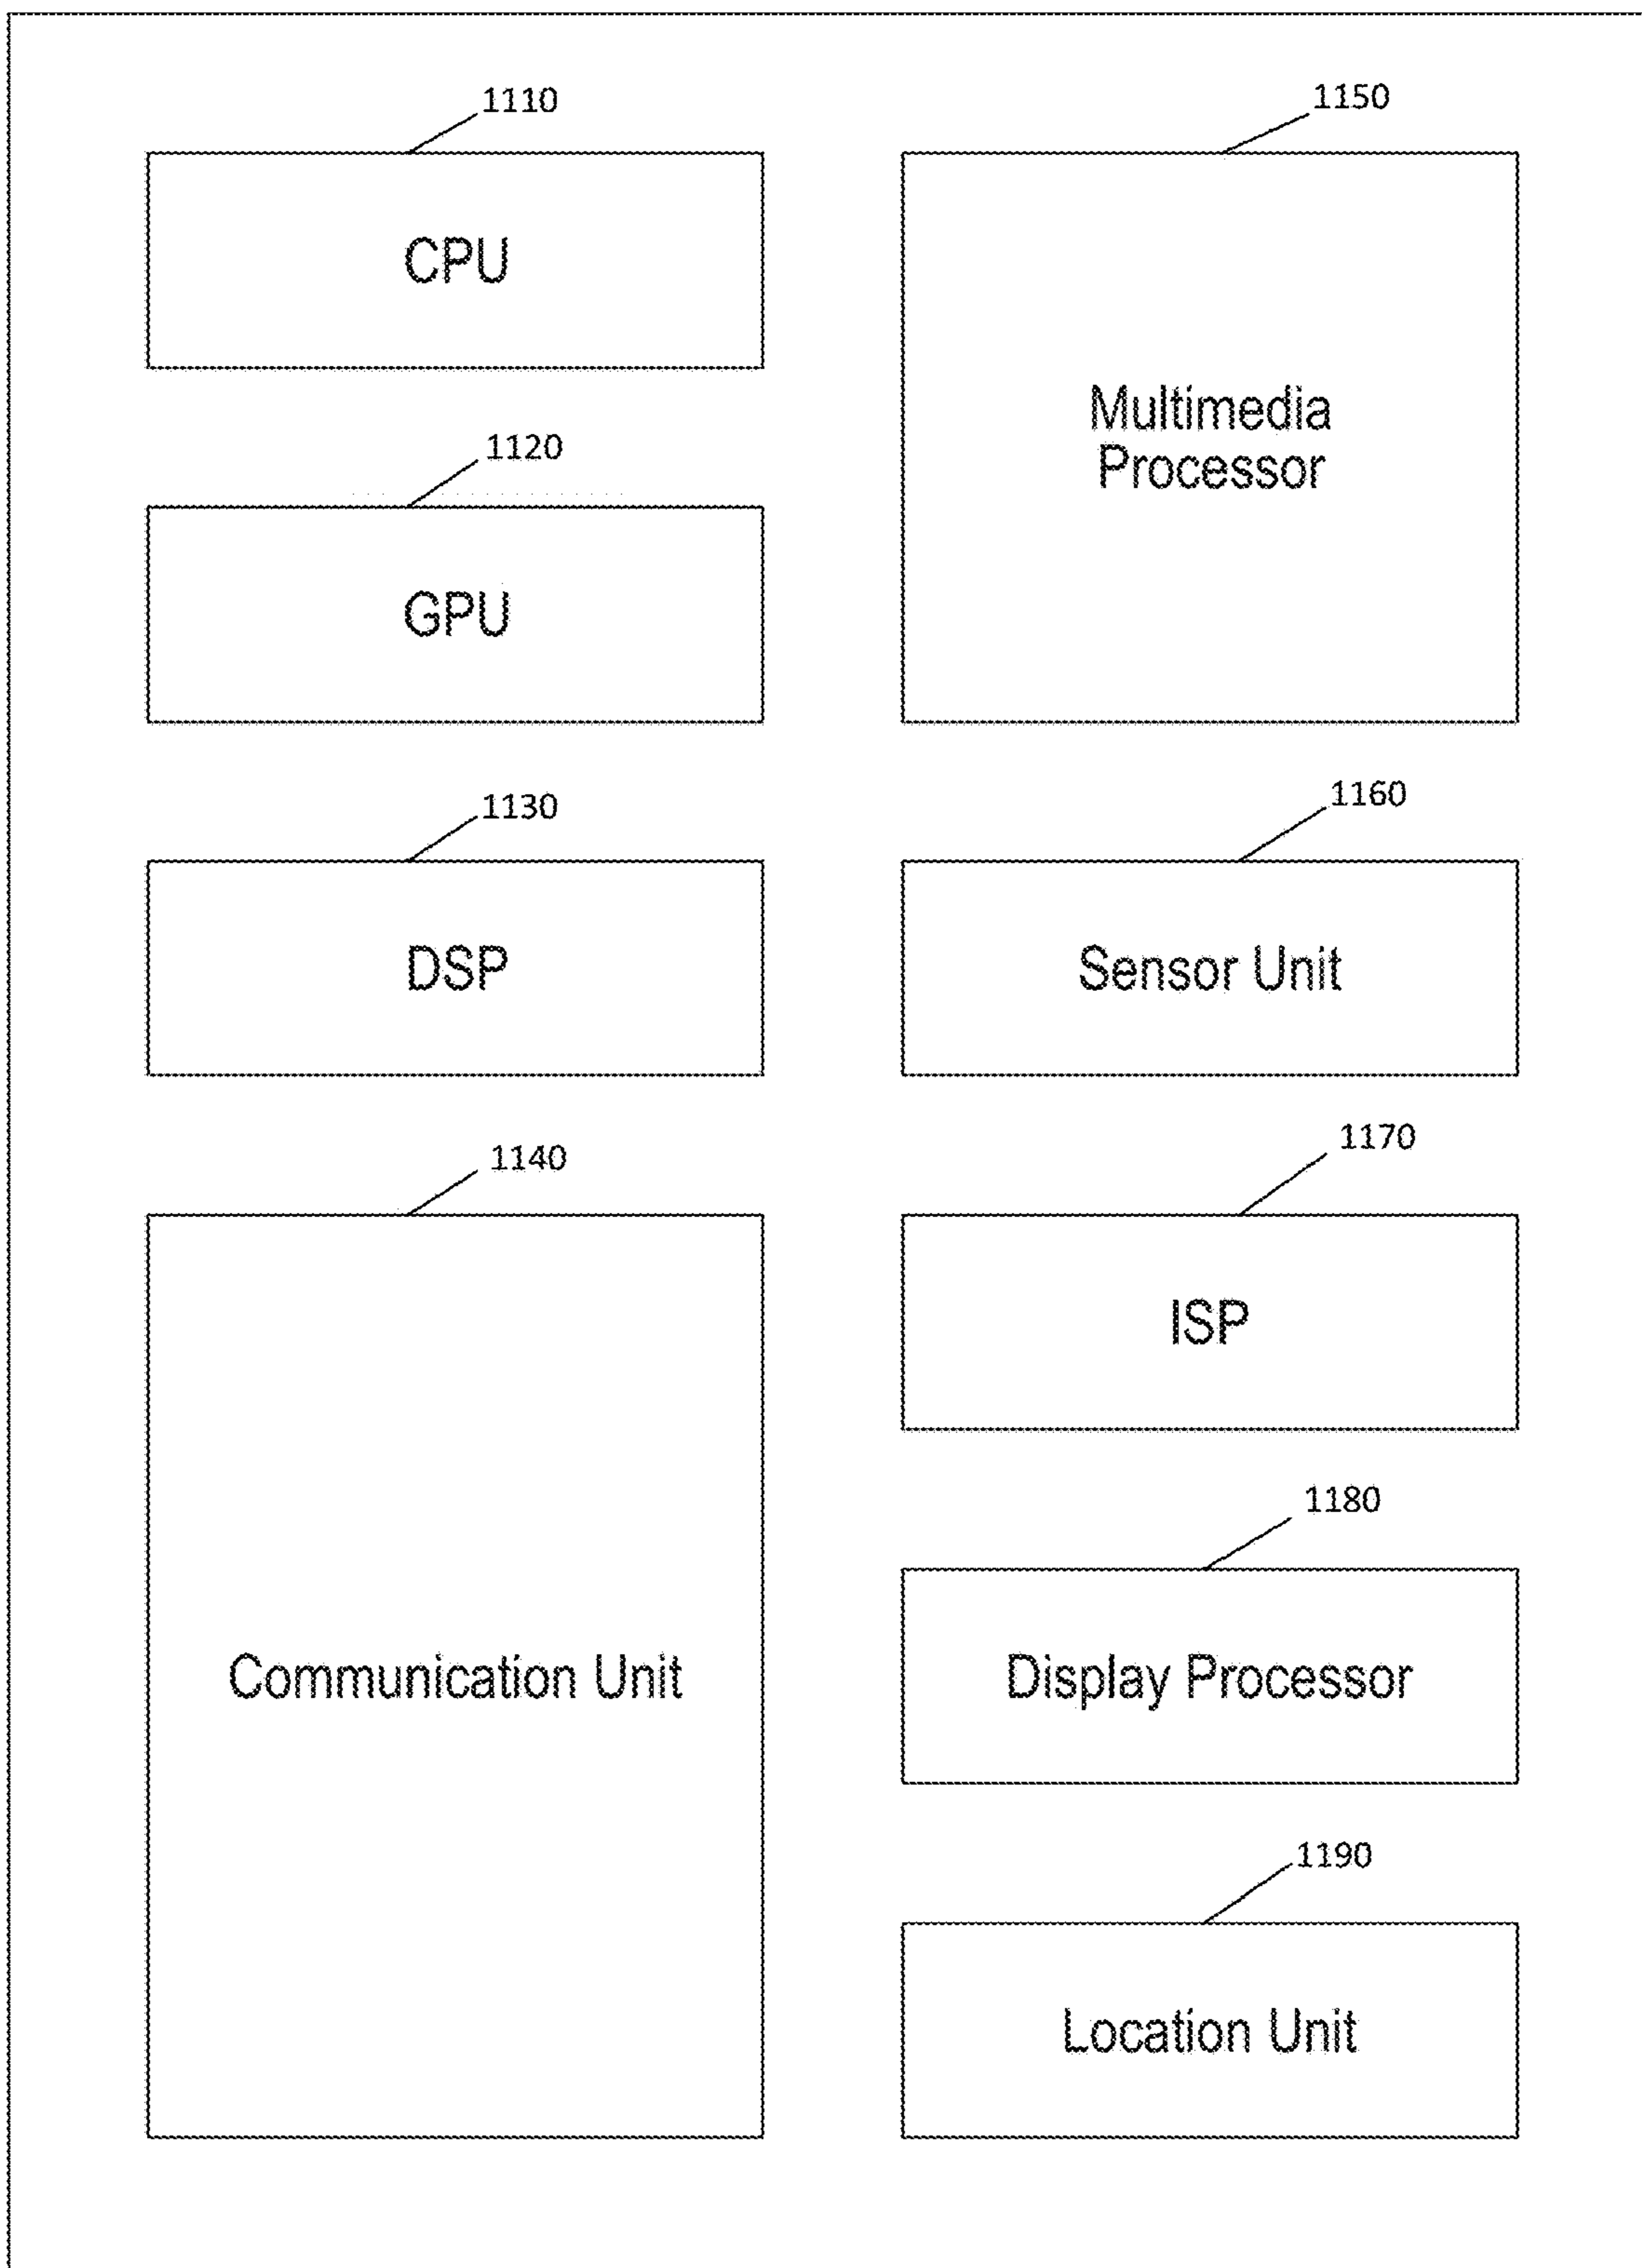 1110
CPU
1120
GPU
1130
DSP
1140
Communication Unit
1150
Multimedia
Processor
1160
Sensor Unit
1170
ISP
1180
Display Processor
1190
Location Unit